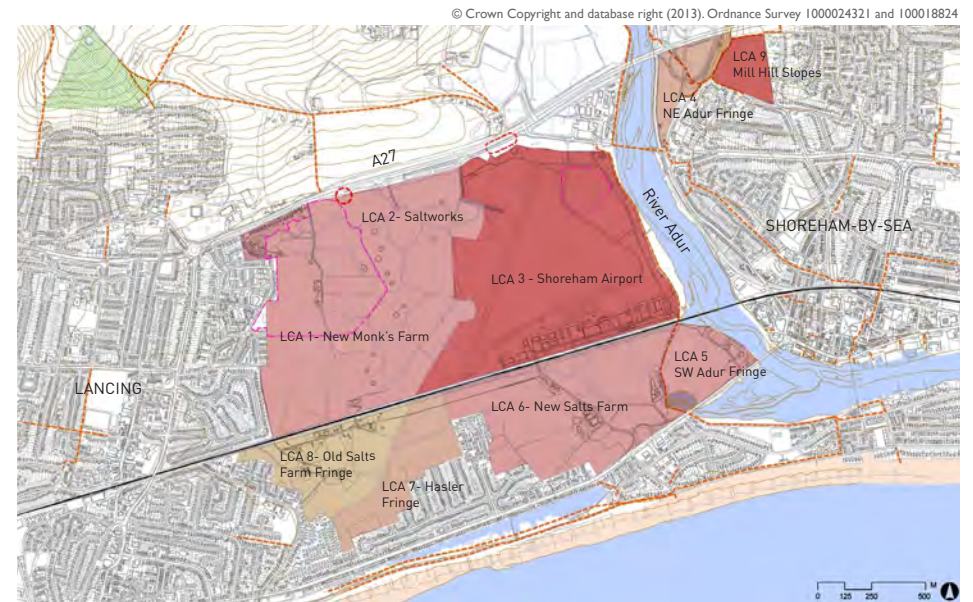 © Crown Copyright and database right (2013). Ordnance Survey 1000024321 and 100018824
LCA 9
Mill Hill Slopes
LCA 4
NE Adur Fringe
A27
River Adur
LCA 2- Saltworks
SHOREHAM-BY-SEA
LCA 3 - Shoreham Airport
LCA 1- New Monk's Farm
LCA 5
SW Adur Fringe
LANCING
LCA 6- New Salts Farm
LCA 8- Old Salts
Farm Fringe
LCA 7- Hasler
Fringe
M
0 125 250 500